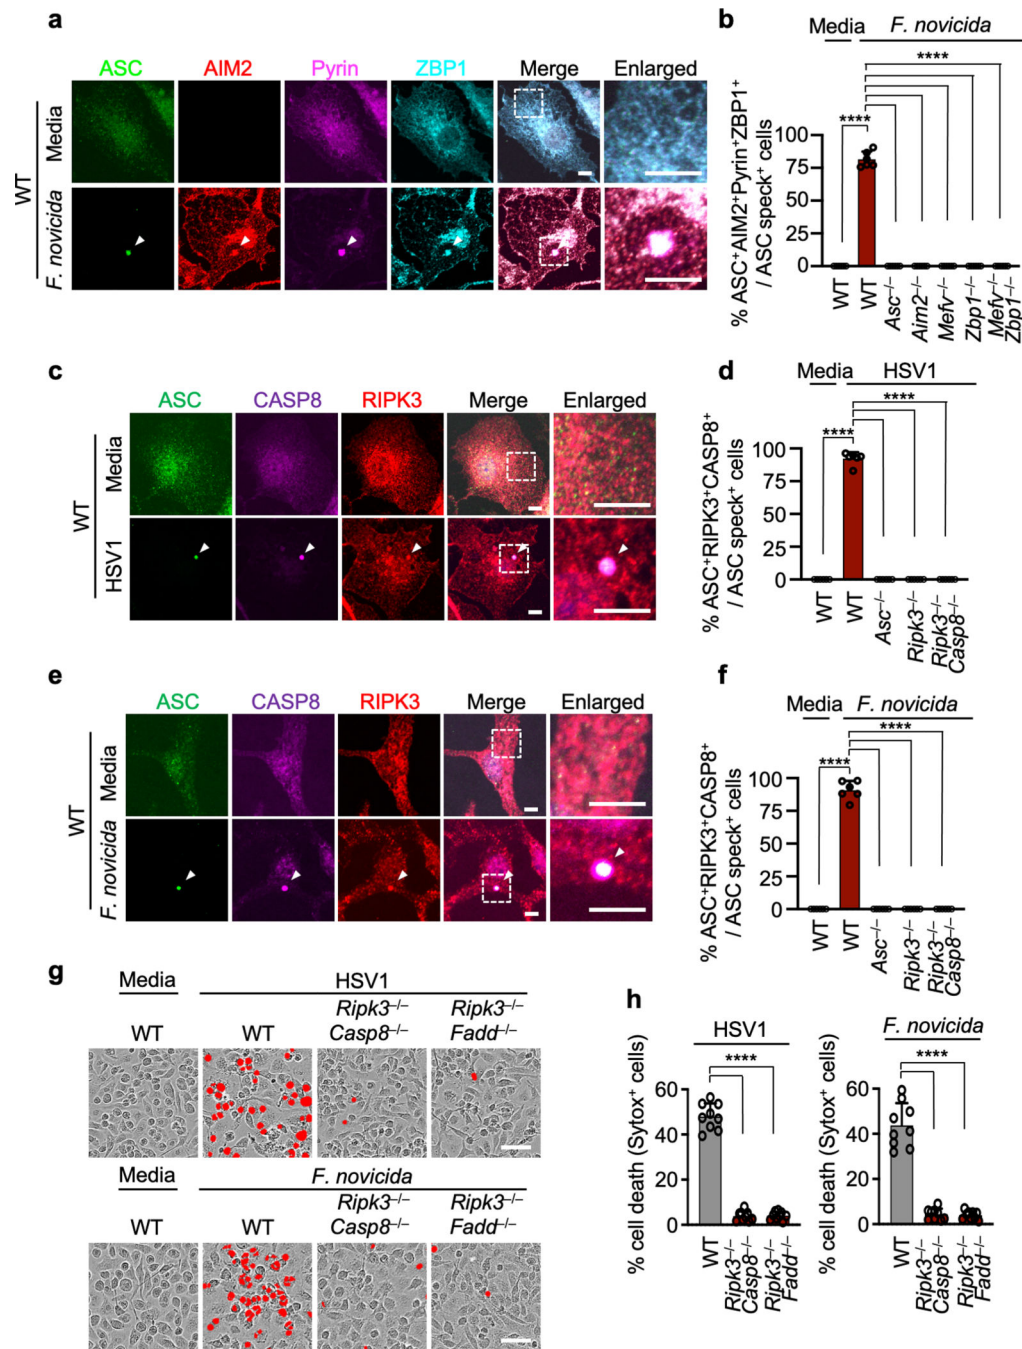 a
ASC AIM2 Pyrin ZBP1 Merge Enlarged
WT
Media
F. novicida
b
Media F. novicida
****
****
% ASC⁺AIM2⁺Pyrin⁺ZBP1⁺
/ ASC speck⁺ cells
100
75
50
25
0
WT WT Asc⁻/⁻ Aim2⁻/⁻ Mefv⁻/⁻ Zbp1⁻/⁻ Mefv⁻/⁻
Zbp1⁻/⁻
c
ASC CASP8 RIPK3 Merge Enlarged
WT
Media
HSV1
d
Media HSV1
****
****
% ASC⁺RIPK3⁺CASP8⁺
/ ASC speck⁺ cells
100
75
50
25
0
WT WT Asc⁻/⁻ Ripk3⁻/⁻ Ripk3⁻/⁻
Casp8⁻/⁻
e
ASC CASP8 RIPK3 Merge Enlarged
WT
Media
F. novicida
f
Media F. novicida
****
****
% ASC⁺RIPK3⁺CASP8⁺
/ ASC speck⁺ cells
100
75
50
25
0
WT WT Asc⁻/⁻ Ripk3⁻/⁻ Ripk3⁻/⁻
Casp8⁻/⁻
g
Media HSV1
Ripk3⁻/⁻ Ripk3⁻/⁻
WT WT Casp8⁻/⁻ Fadd⁻/⁻
Media F. novicida
Ripk3⁻/⁻ Ripk3⁻/⁻
WT WT Casp8⁻/⁻ Fadd⁻/⁻
h
HSV1
****
% cell death (Sytox⁺ cells)
60
40
20
0
WT Ripk3⁻/⁻ Ripk3⁻/⁻
Casp8⁻/⁻ Fadd⁻/⁻
F. novicida
****
% cell death (Sytox⁺ cells)
60
40
20
0
WT Ripk3⁻/⁻ Ripk3⁻/⁻
Casp8⁻/⁻ Fadd⁻/⁻